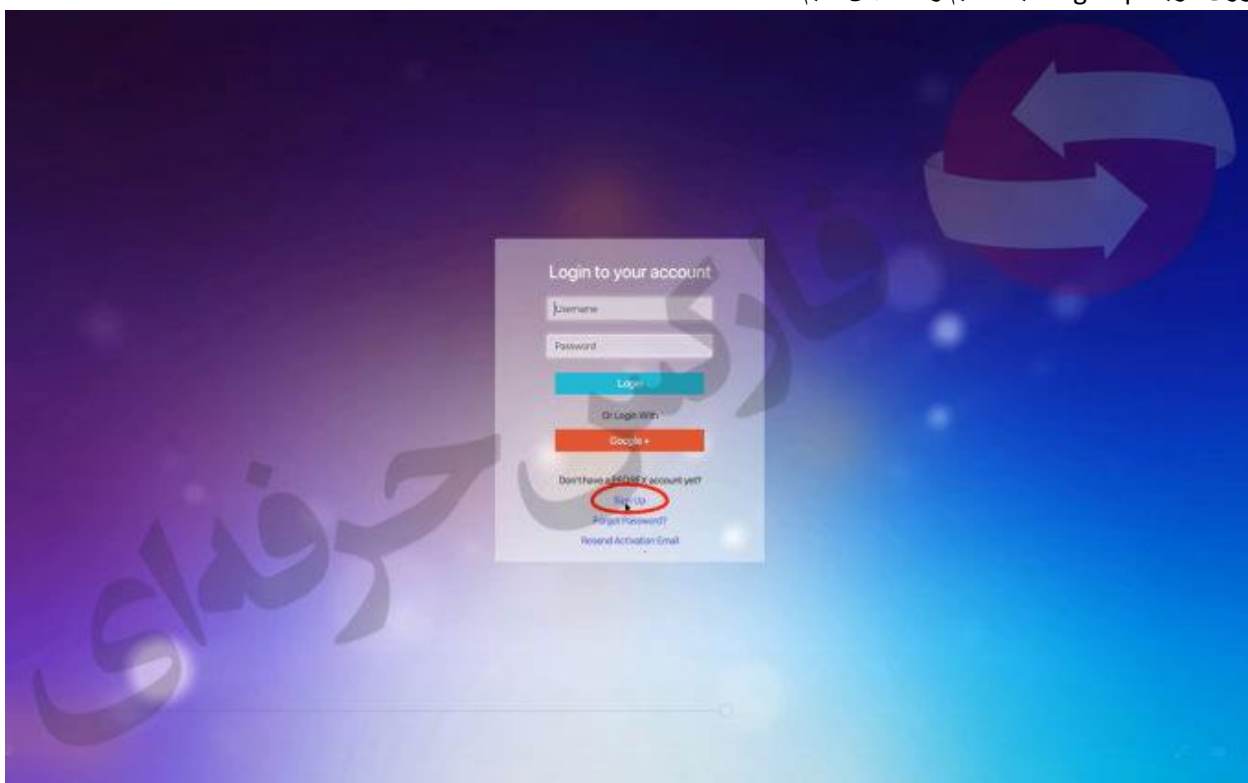 Login to your account
Username
Password
Login
Or Login With
Google +
Don't have a account yet?
Sign Up
Forgot Password?
Resend Activation Email
فارکس حرفه‌ای